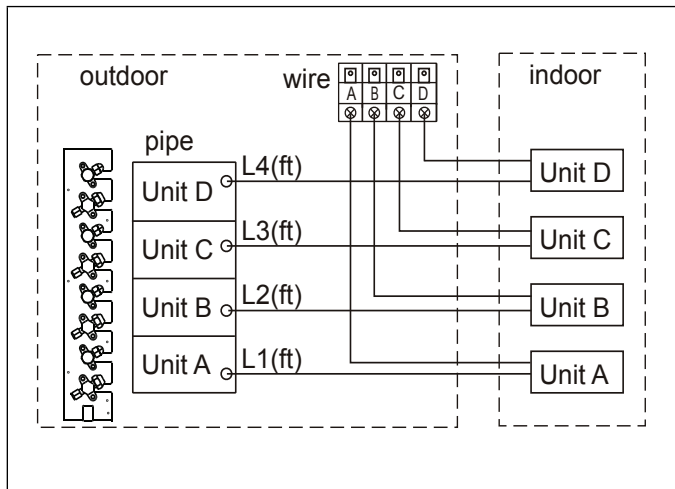 outdoor
wire
indoor
A B C D
pipe
Unit D
L4(ft)
Unit D
Unit C
L3(ft)
Unit C
Unit B
L2(ft)
Unit B
Unit A
L1(ft)
Unit A